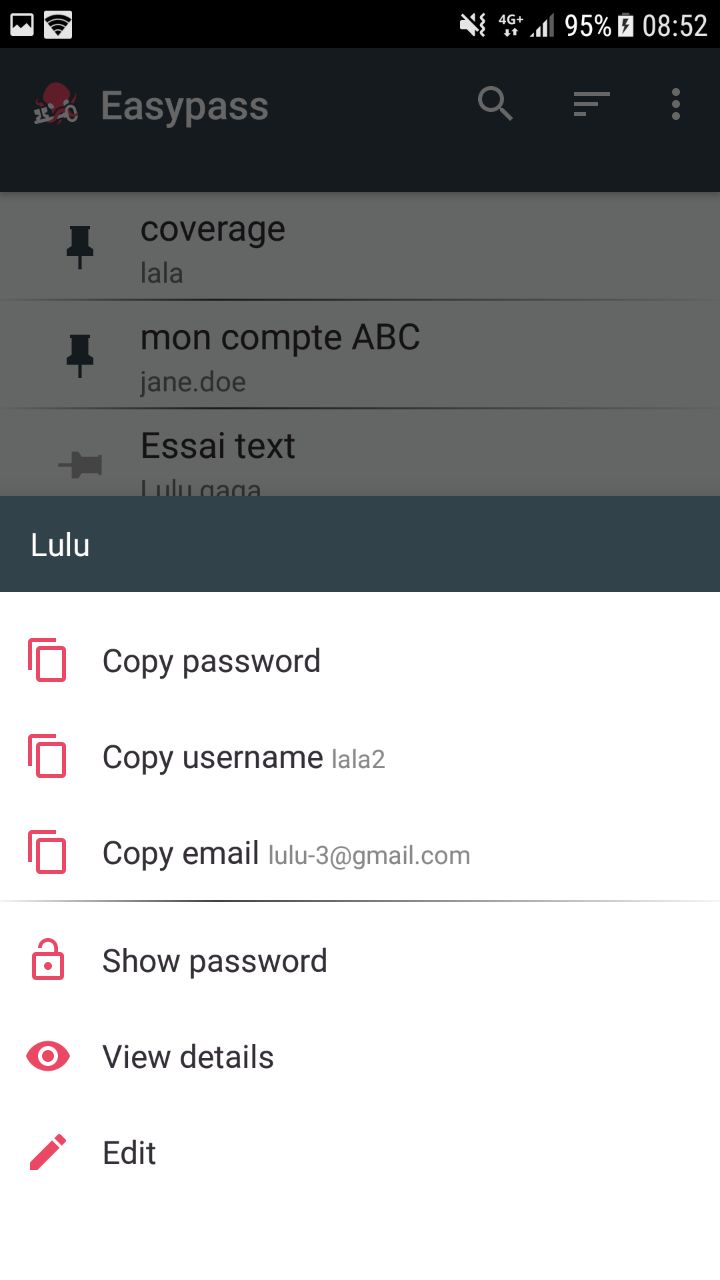 4G+ 95% 08:52
Easypass
coverage
lala
mon compte ABC
jane.doe
Essai text
Lulu gaga
Lulu
Copy password
Copy username lala2
Copy email lulu-3@gmail.com
Show password
View details
Edit